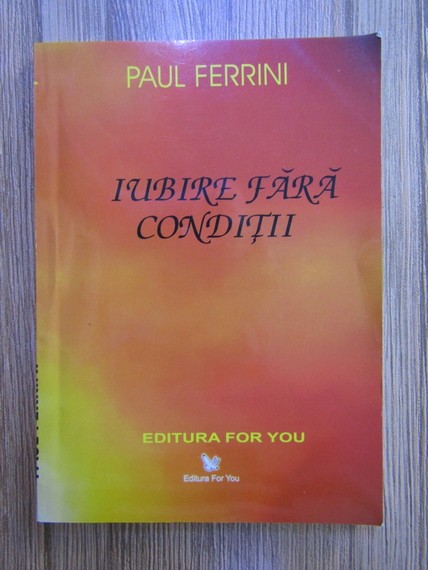 PAUL FERRINI
IUBIRE FĂRĂ
CONDIȚII
EDITURA FOR YOU
Editura For You